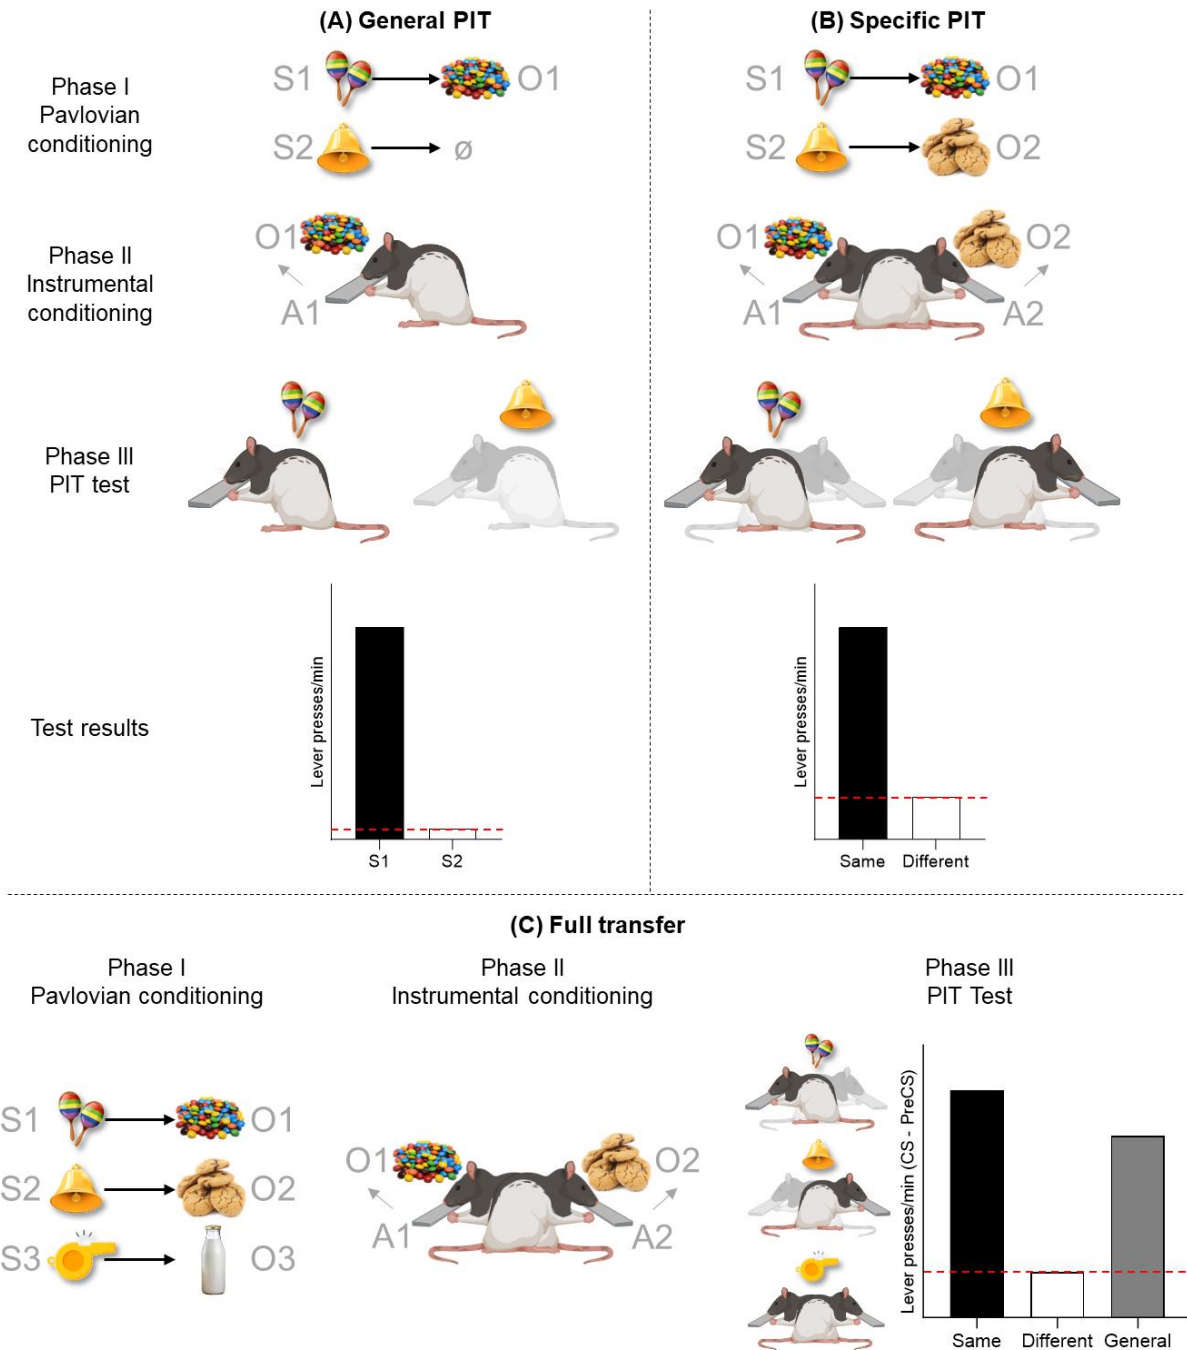 (A) General PIT
(B) Specific PIT
Phase I
Pavlovian
conditioning
S1
O1
S2
ø
S1
O1
S2
O2
Phase II
Instrumental
conditioning
O1
A1
O1
O2
A1
A2
Phase III
PIT test
Test results
Lever presses/min
S1
S2
Lever presses/min
Same
Different
(C) Full transfer
Phase I
Pavlovian conditioning
Phase II
Instrumental conditioning
Phase III
PIT Test
S1
O1
S2
O2
S3
O3
O1
O2
A1
A2
Lever presses/min (CS - PreCS)
Same
Different
General